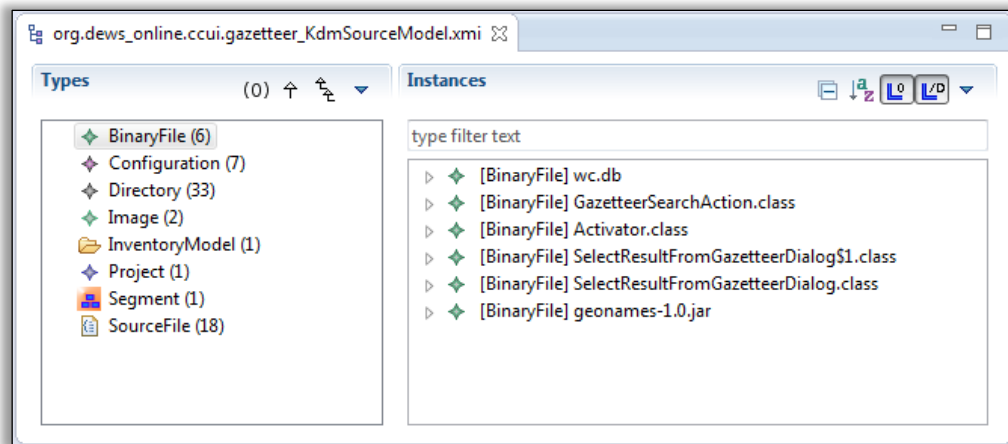 org.dews_online.ccui.gazetteer_KdmSourceModel.xmi
Types
(0)
Instances
BinaryFile (6)
Configuration (7)
Directory (33)
Image (2)
InventoryModel (1)
Project (1)
Segment (1)
SourceFile (18)
type filter text
[BinaryFile] wc.db
[BinaryFile] GazetteerSearchAction.class
[BinaryFile] Activator.class
[BinaryFile] SelectResultFromGazetteerDialog$1.class
[BinaryFile] SelectResultFromGazetteerDialog.class
[BinaryFile] geonames-1.0.jar